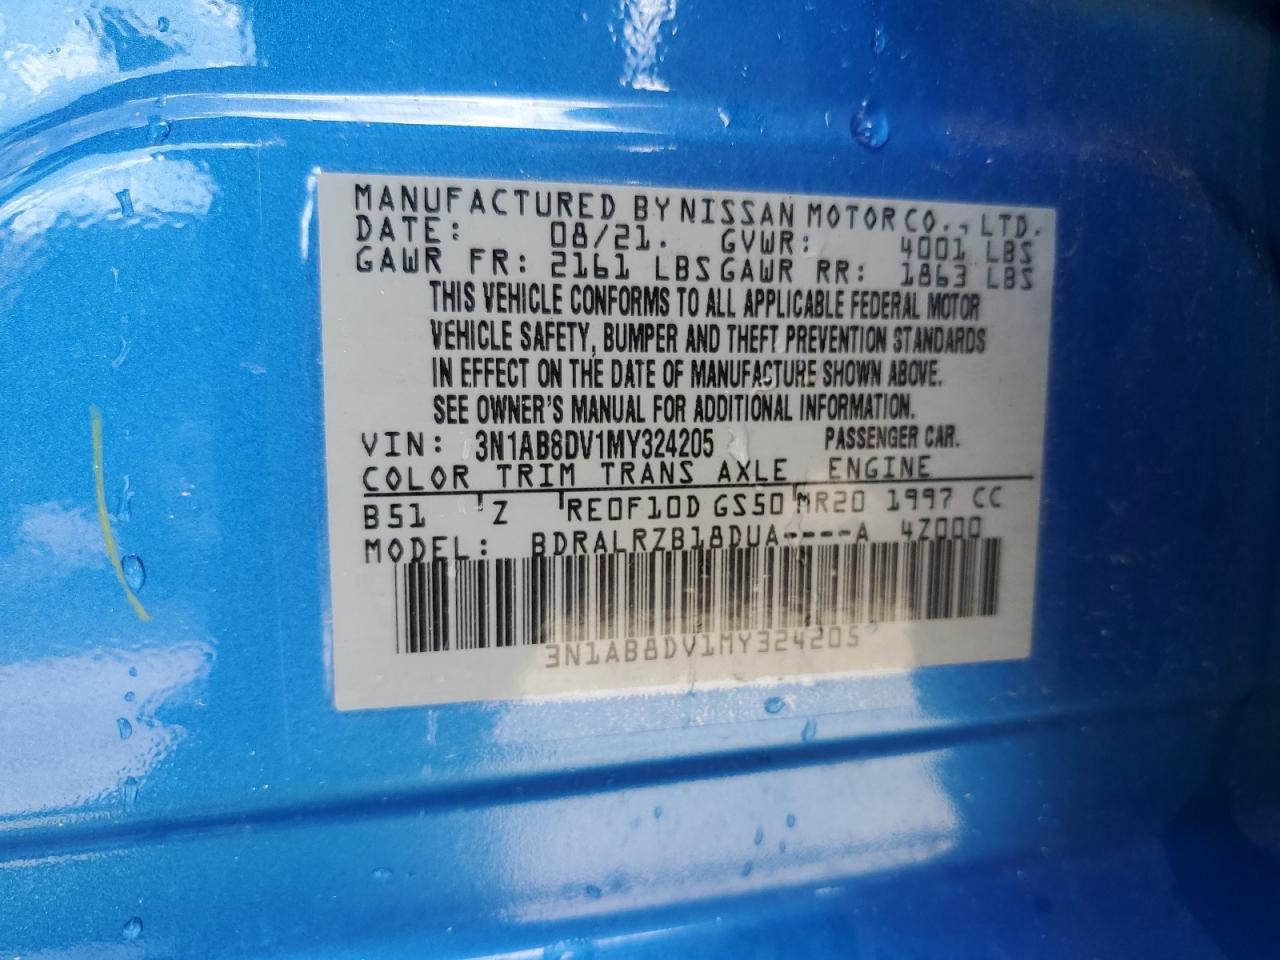 MANUFACTURED BY NISSAN MOTOR CO., LTD.
DATE: 08/21. GVWR: 4001 LBS
GAWR FR: 2161 LBS GAWR RR: 1863 LBS
THIS VEHICLE CONFORMS TO ALL APPLICABLE FEDERAL MOTOR
VEHICLE SAFETY, BUMPER AND THEFT PREVENTION STANDARDS
IN EFFECT ON THE DATE OF MANUFACTURE SHOWN ABOVE.
SEE OWNER'S MANUAL FOR ADDITIONAL INFORMATION.
VIN: 3N1AB8DV1MY324205 PASSENGER CAR.
COLOR TRIM TRANS AXLE ENGINE
B51 Z RE0F10D GS50 MR20 1997 CC
MODEL: BDRALRZB18DUA----A 4Z000
3N1AB8DV1MY324205